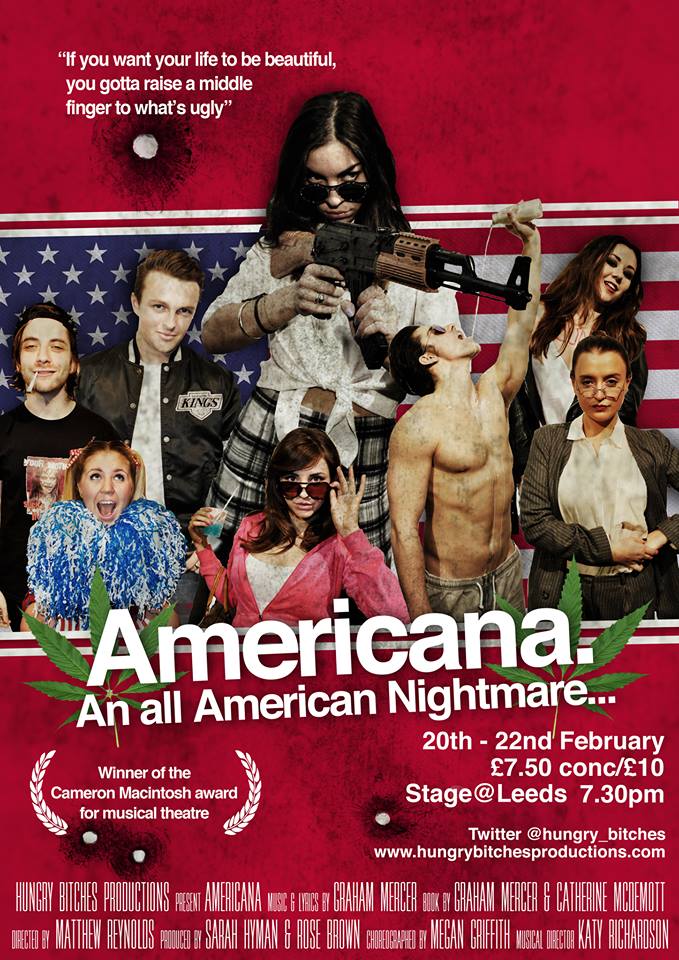 “If you want your life to be beautiful,
you gotta raise a middle
finger to what’s ugly”
KINGS
Americana.
An all American Nightmare...
20th - 22nd February
£7.50 conc/£10
Stage@Leeds 7.30pm
Winner of the
Cameron Macintosh award
for musical theatre
Twitter @hungry_bitches
www.hungrybitchesproductions.com
HUNGRY BITCHES PRODUCTIONS PRESENT AMERICANA MUSIC & LYRICS BY GRAHAM MERCER BOOK BY GRAHAM MERCER & CATHERINE MCDEMOTT
DIRECTED BY MATTHEW REYNOLDS PRODUCED BY SARAH HYMAN & ROSE BROWN CHOREOGRAPHED BY MEGAN GRIFFITH MUSICAL DIRECTOR KATY RICHARDSON